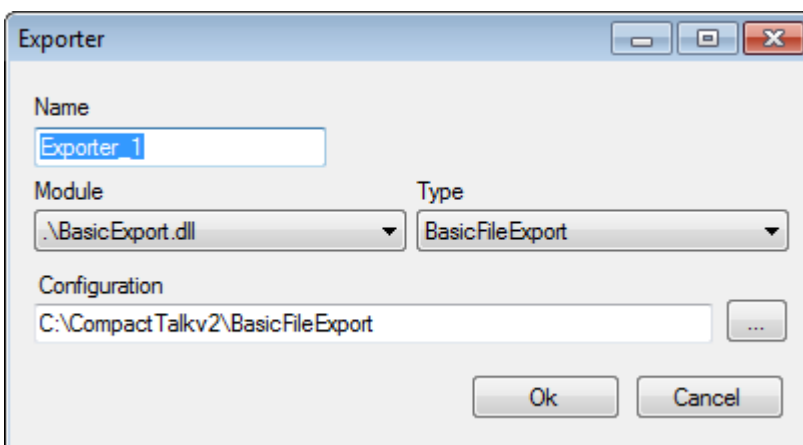 Exporter
Name
Exporter_1
Module
Type
.\BasicExport.dll
BasicFileExport
Configuration
C:\CompactTalkv2\BasicFileExport
...
Ok
Cancel